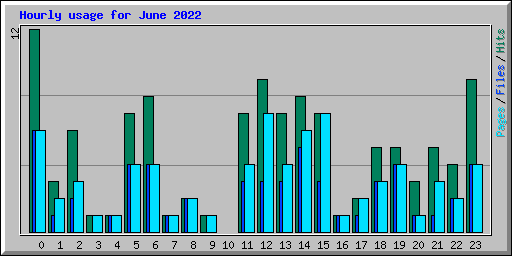 Hourly usage for June 2022
12
Pages / Files / Hits
0 1 2 3 4 5 6 7 8 9 10 11 12 13 14 15 16 17 18 19 20 21 22 23